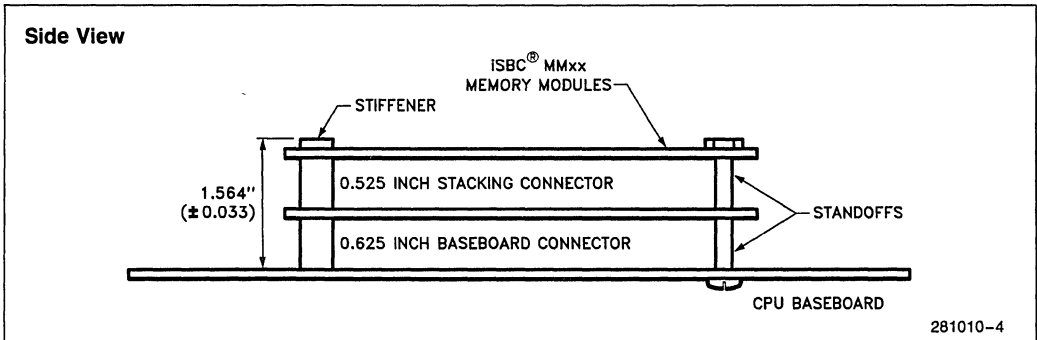 Side View
iSBC® MMxx
MEMORY MODULES
STIFFENER
0.525 INCH STACKING CONNECTOR
1.564"
(±0.033)
STANDOFFS
0.625 INCH BASEBOARD CONNECTOR
CPU BASEBOARD
281010-4